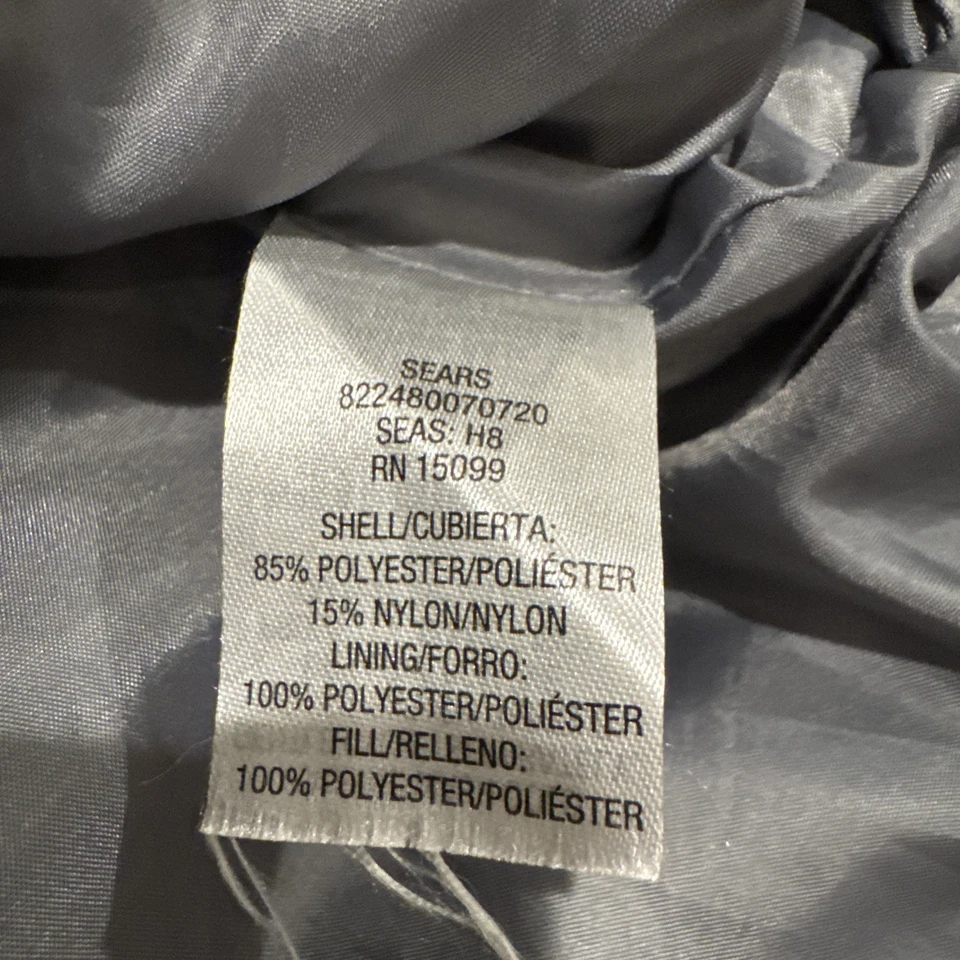 SEARS
822480070720
SEAS: H8
RN 15099
SHELL/CUBIERTA:
85% POLYESTER/POLIÉSTER
15% NYLON/NYLON
LINING/FORRO:
100% POLYESTER/POLIÉSTER
FILL/RELLENO:
100% POLYESTER/POLIÉSTER